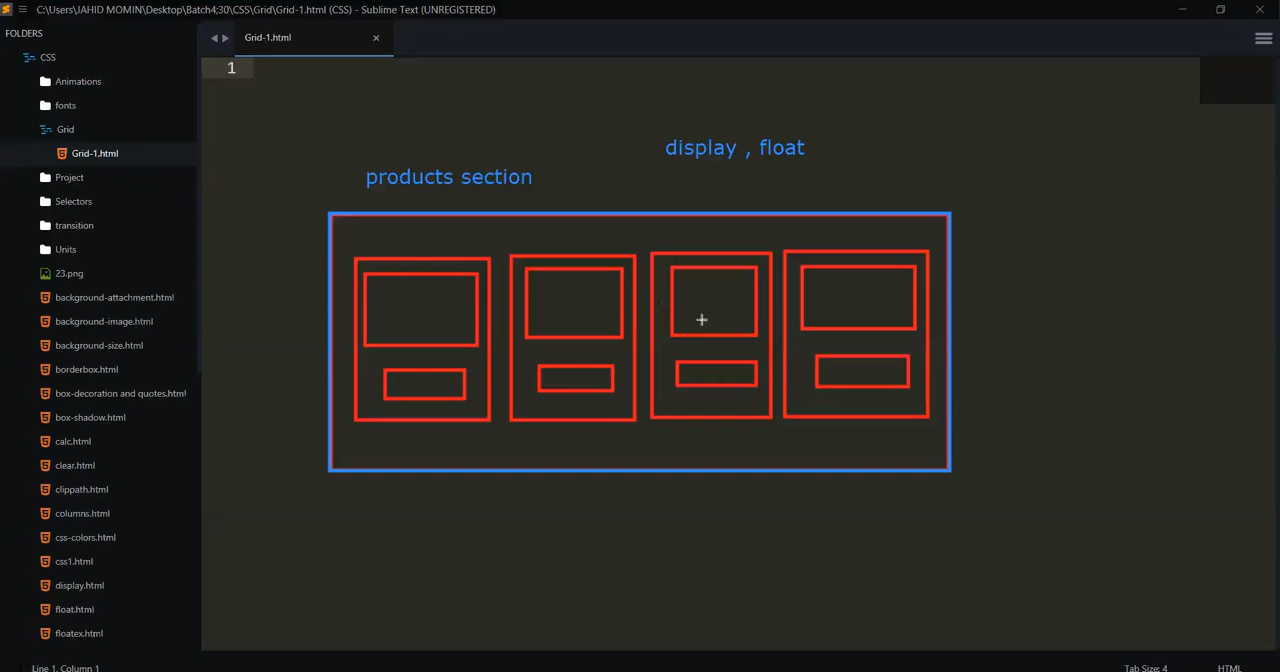 C:\Users\JAHID MOMIN\Desktop\Batch4;30\CSS\Grid\Grid-1.html (CSS) - Sublime Text (UNREGISTERED)
FOLDERS
CSS
Animations
fonts
Grid
Grid-1.html
Project
Selectors
transition
Units
23.png
background-attachment.html
background-image.html
background-size.html
borderbox.html
box-decoration and quotes.html
box-shadow.html
calc.html
clear.html
clippath.html
columns.html
css-colors.html
css1.html
display.html
float.html
floatex.html
Grid-1.html
1
display , float
products section
Line 1, Column 1
Tab Size: 4
HTML